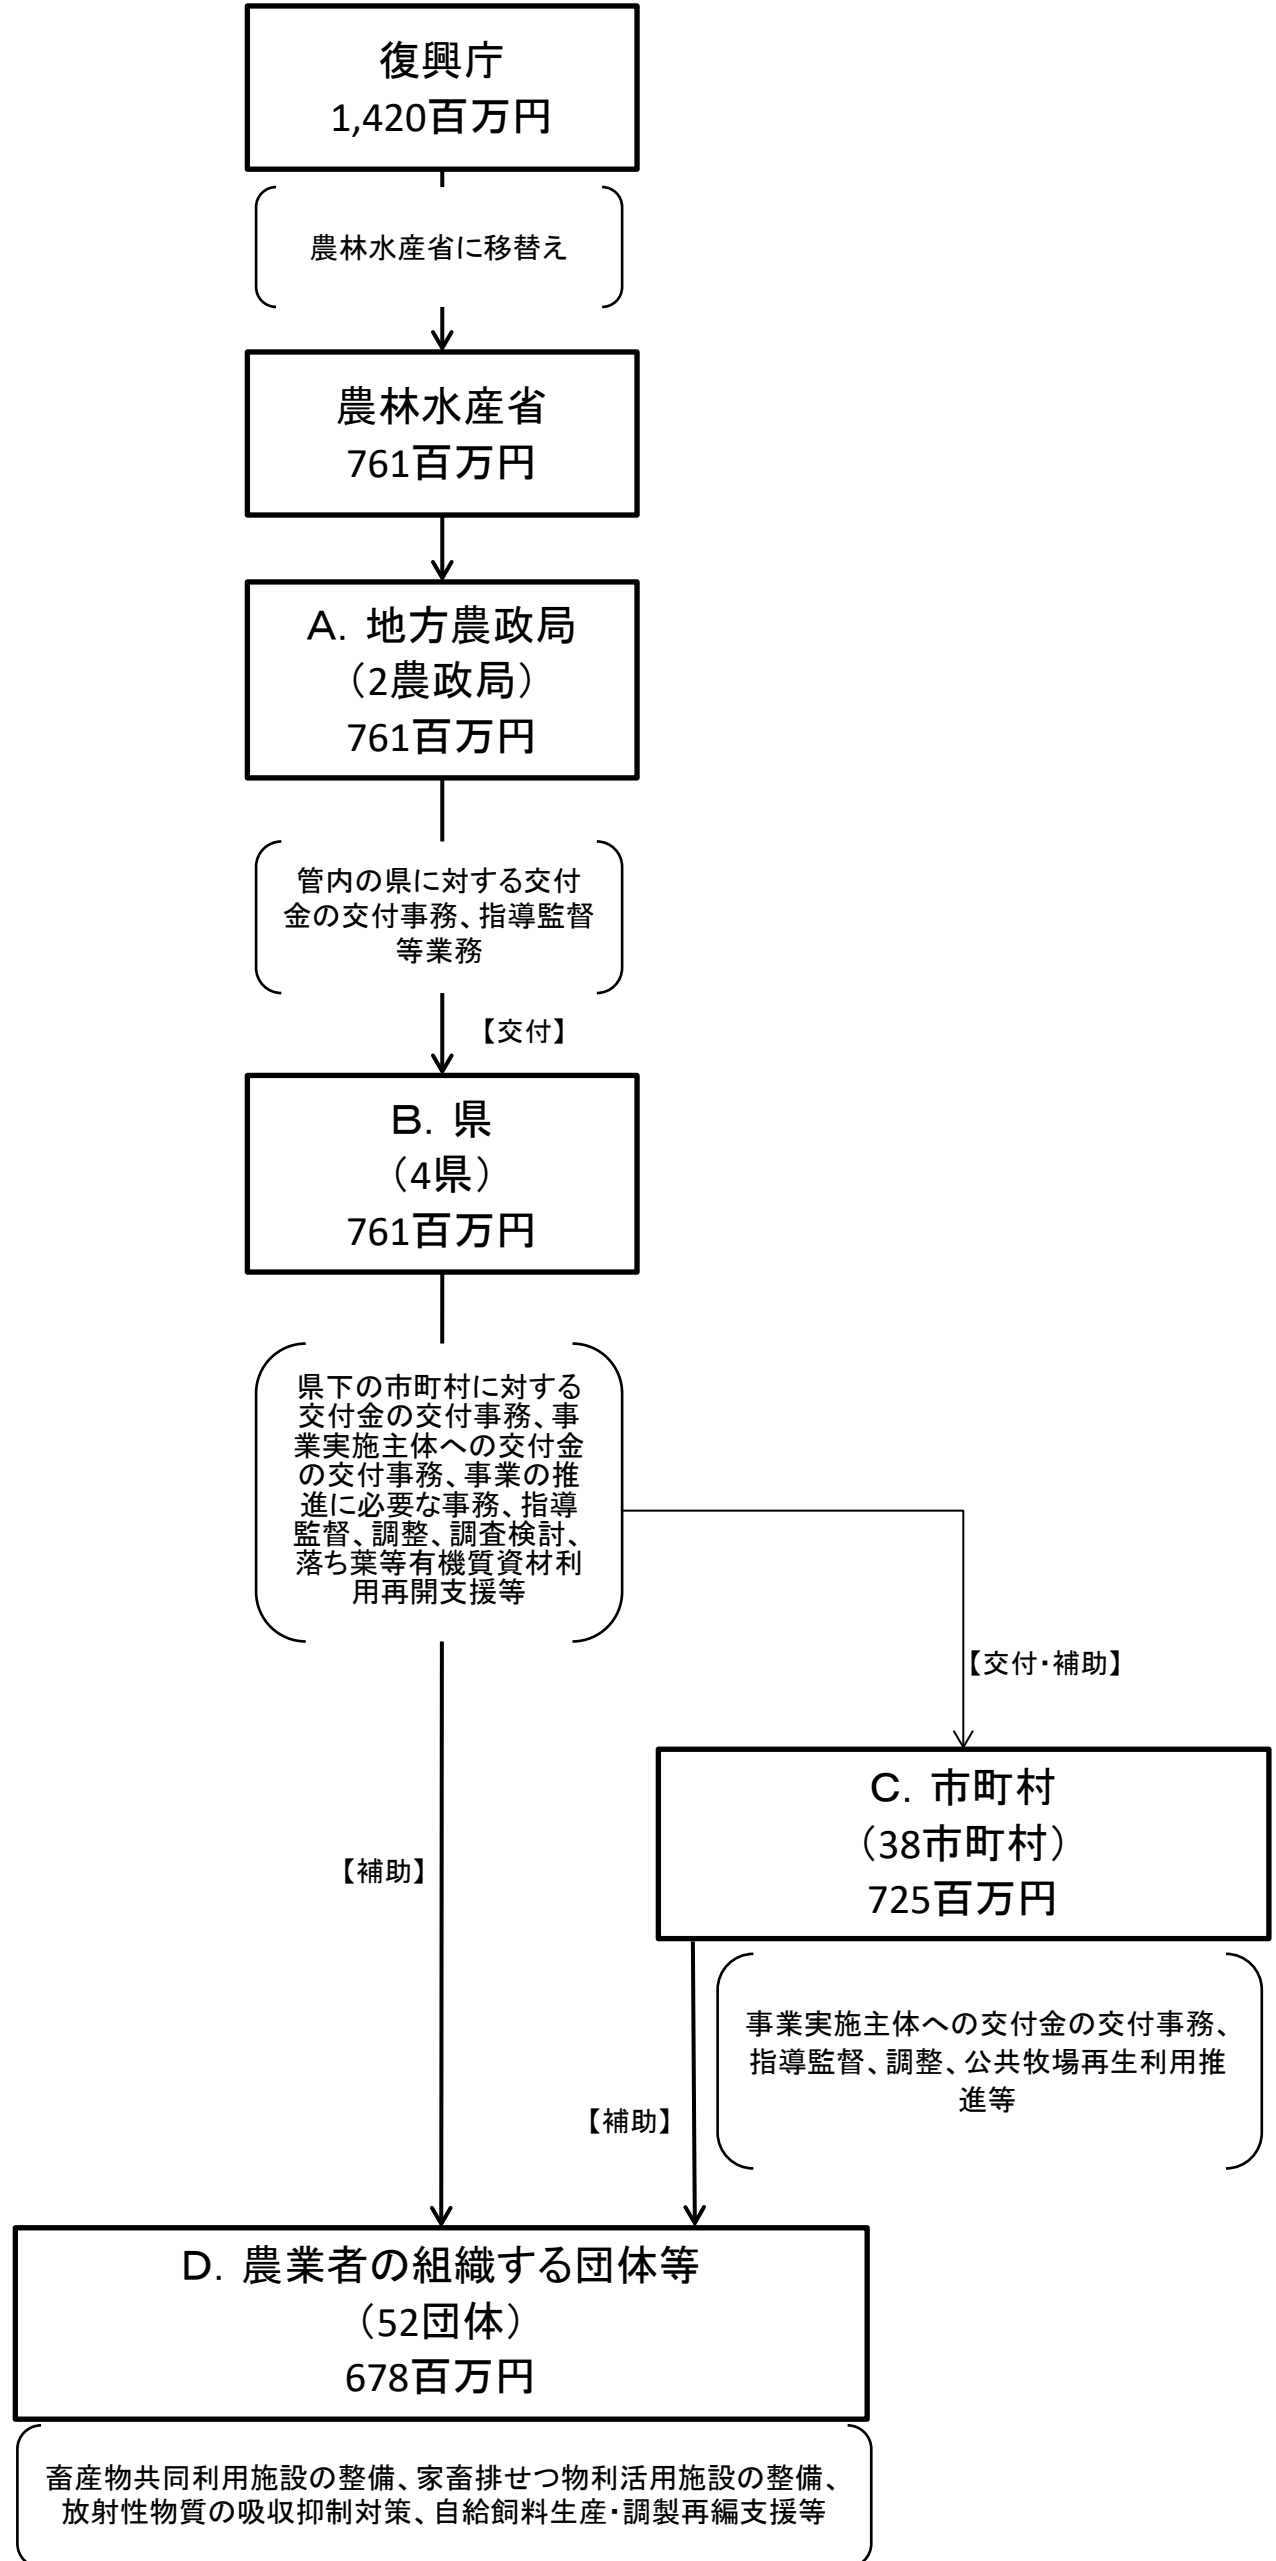 復興庁
1,420百万円
農林水産省に移替え
農林水産省
761百万円
A．地方農政局
（2農政局）
761百万円
管内の県に対する交付
金の交付事務、指導監督
等業務
【交付】
B．県
（4県）
761百万円
県下の市町村に対する
交付金の交付事務、事
業実施主体への交付金
の交付事務、事業の推
進に必要な事務、指導
監督、調整、調査検討、
落ち葉等有機質資材利
用再開支援等
【交付・補助】
C．市町村
（38市町村）
725百万円
【補助】
事業実施主体への交付金の交付事務、
指導監督、調整、公共牧場再生利用推
進等
【補助】
D．農業者の組織する団体等
（52団体）
678百万円
畜産物共同利用施設の整備、家畜排せつ物利活用施設の整備、
放射性物質の吸収抑制対策、自給飼料生産・調製再編支援等